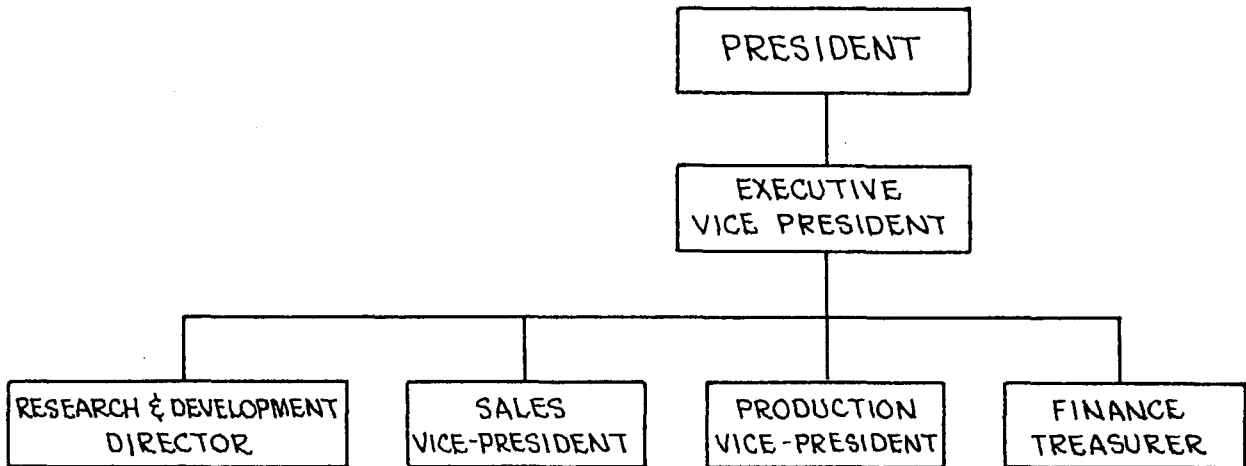 PRESIDENT
EXECUTIVE
VICE PRESIDENT
RESEARCH & DEVELOPMENT
DIRECTOR
SALES
VICE-PRESIDENT
PRODUCTION
VICE-PRESIDENT
FINANCE
TREASURER